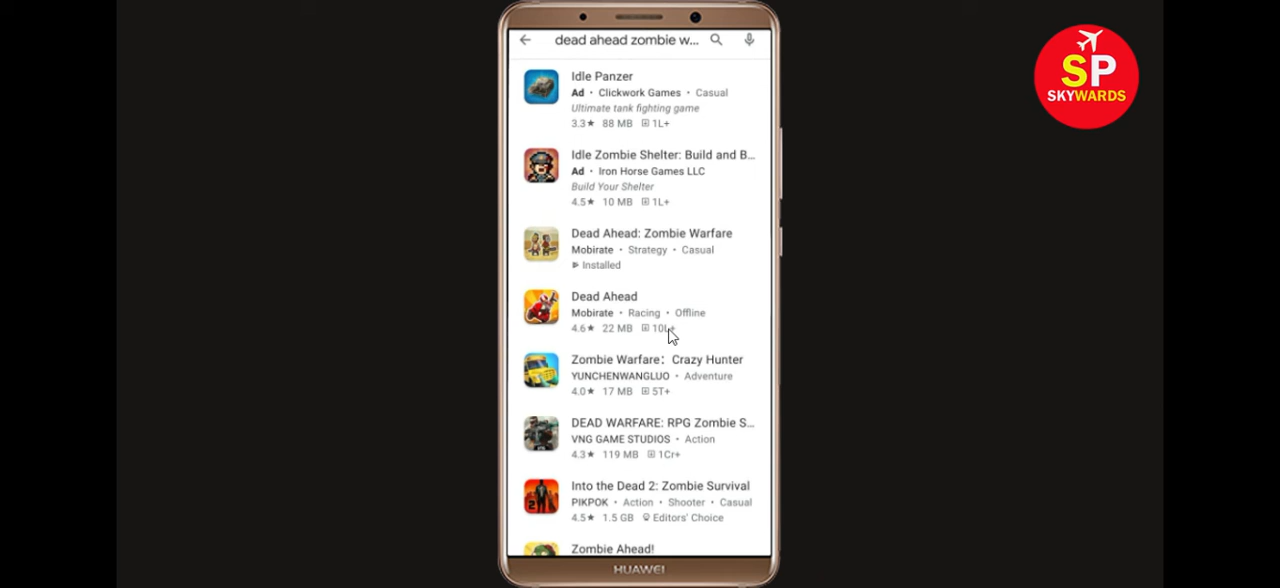 dead ahead zombie w...
SP
SKYWARDS
Idle Panzer
Ad • Clickwork Games • Casual
Ultimate tank fighting game
3.3★ 88 MB 1L+
Idle Zombie Shelter: Build and B...
Ad • Iron Horse Games LLC
Build Your Shelter
4.5★ 10 MB 1L+
Dead Ahead: Zombie Warfare
Mobirate • Strategy • Casual
Installed
Dead Ahead
Mobirate • Racing • Offline
4.6★ 22 MB 10L+
Zombie Warfare：Crazy Hunter
YUNCHENWANGLUO • Adventure
4.0★ 17 MB 5T+
DEAD WARFARE: RPG Zombie S...
VNG GAME STUDIOS • Action
4.3★ 119 MB 1Cr+
Into the Dead 2: Zombie Survival
PIKPOK • Action • Shooter • Casual
4.5★ 1.5 GB Editors' Choice
Zombie Ahead!
HUAWEI